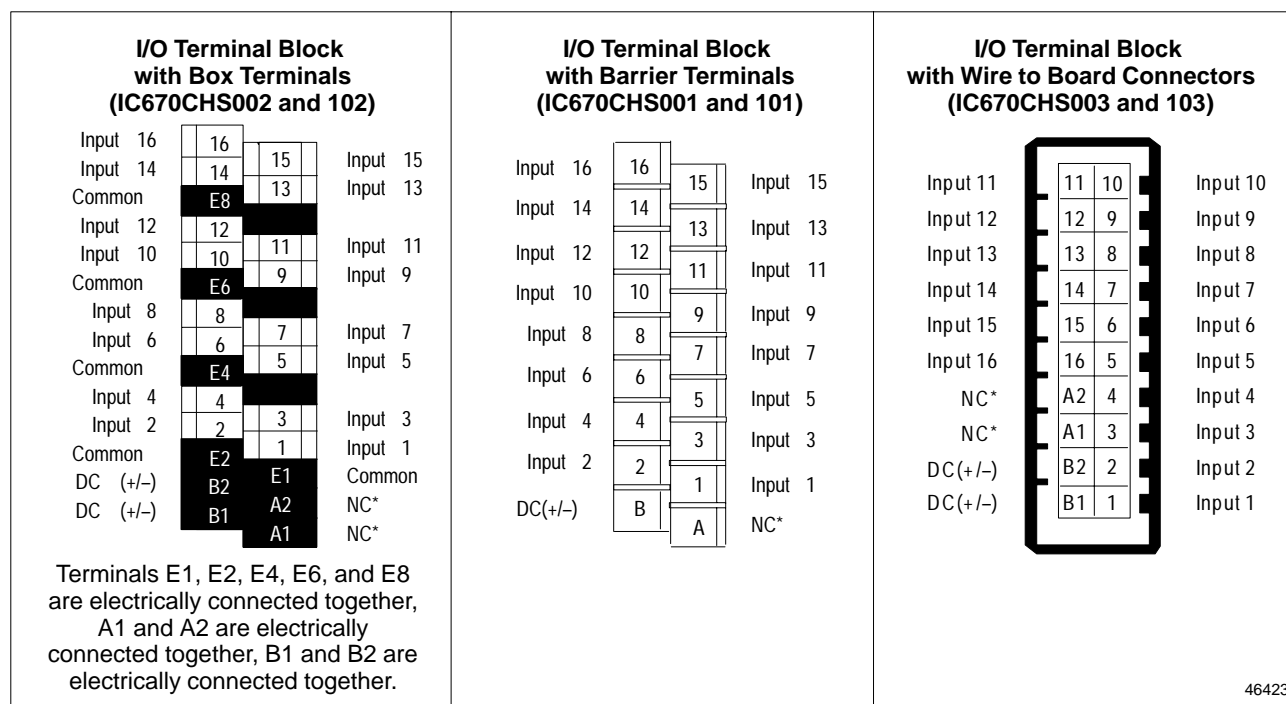 I/O Terminal Block
with Box Terminals
(IC670CHS002 and 102)
Input 16 16
15 Input 15
Input 14 14
13 Input 13
Common E8
Input 12 12
11 Input 11
Input 10 10
9 Input 9
Common E6
Input 8 8
7 Input 7
Input 6 6
5 Input 5
Common E4
Input 4 4
3 Input 3
Input 2 2
1 Input 1
Common E2
E1 Common
DC (+/–) B2
A2 NC*
DC (+/–) B1
A1 NC*
Terminals E1, E2, E4, E6, and E8
are electrically connected together,
A1 and A2 are electrically
connected together, B1 and B2 are
electrically connected together.
I/O Terminal Block
with Barrier Terminals
(IC670CHS001 and 101)
Input 16 16
15 Input 15
Input 14 14
13 Input 13
Input 12 12
11 Input 11
Input 10 10
9 Input 9
Input 8 8
7 Input 7
Input 6 6
5 Input 5
Input 4 4
3 Input 3
Input 2 2
1 Input 1
DC(+/–) B
A NC*
I/O Terminal Block
with Wire to Board Connectors
(IC670CHS003 and 103)
Input 11 11 10 Input 10
Input 12 12 9 Input 9
Input 13 13 8 Input 8
Input 14 14 7 Input 7
Input 15 15 6 Input 6
Input 16 16 5 Input 5
NC* A2 4 Input 4
NC* A1 3 Input 3
DC(+/–) B2 2 Input 2
DC(+/–) B1 1 Input 1
46423